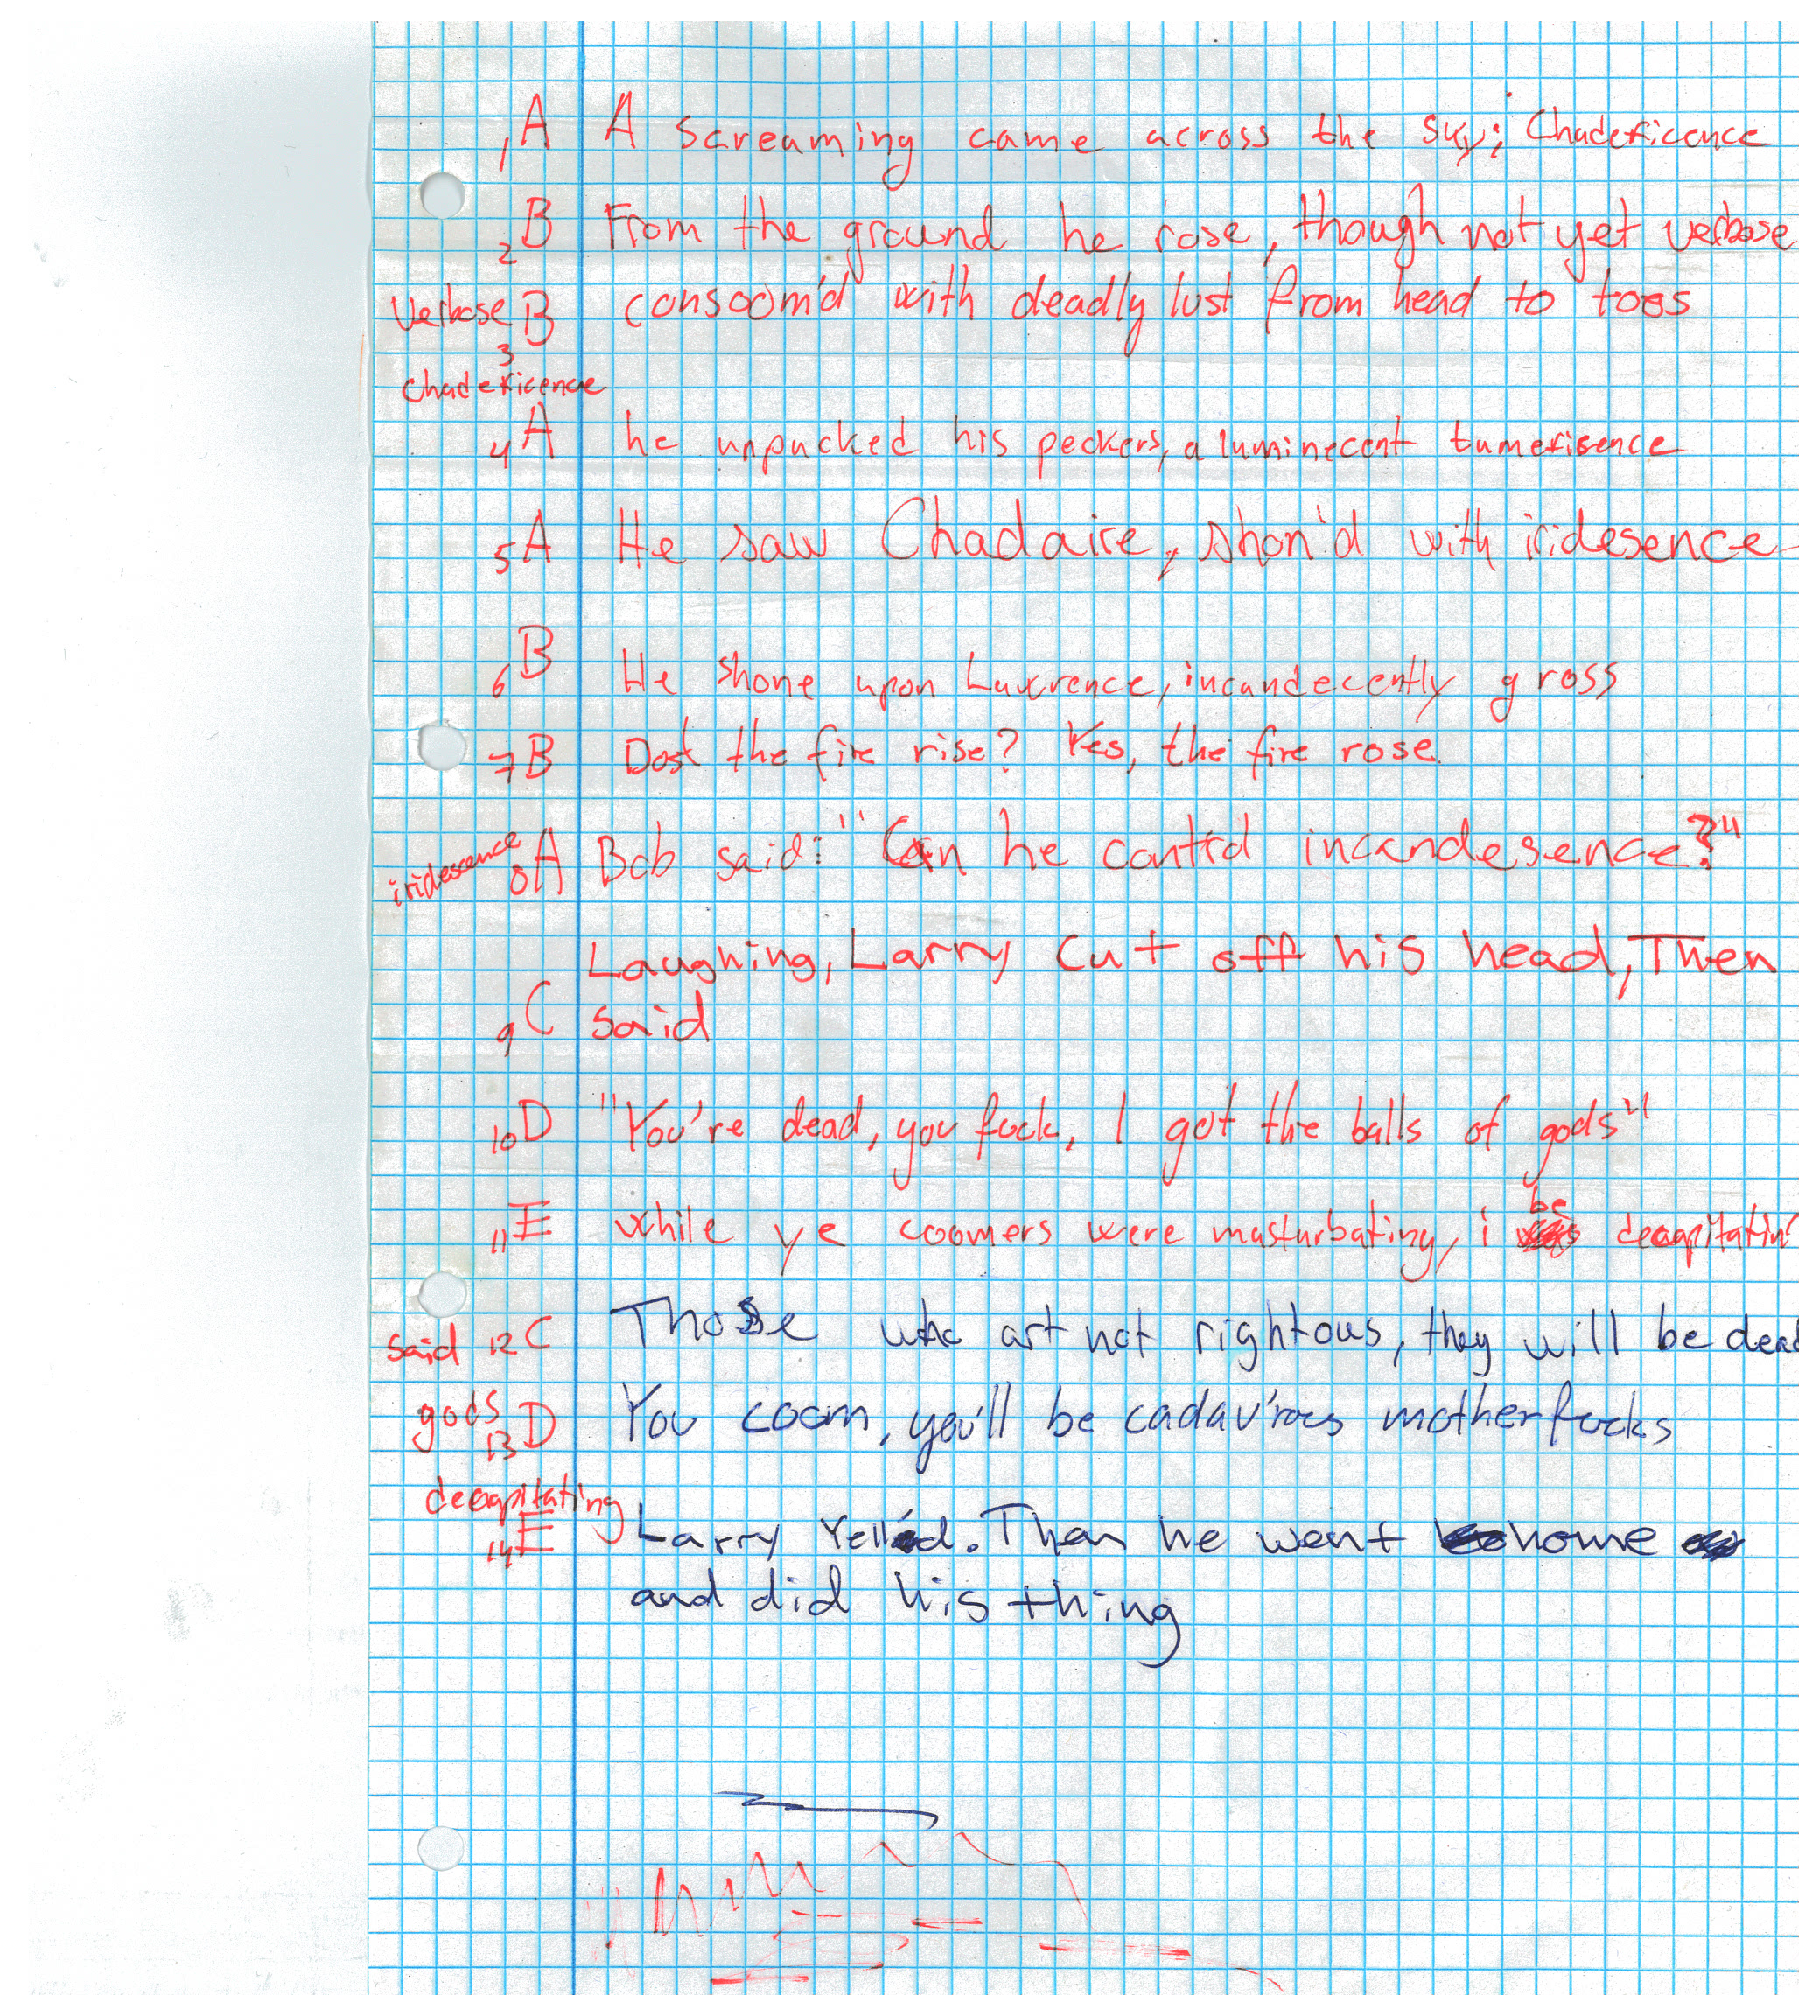 1 A A screaming came across the sky; Chadericence
2 B From the ground he rose, though not yet verbose
Verbose B consoom'd with deadly lust from head to toes
3
Chadericence
4 A he unpacked his peckers, a luminecent tumerisence
5 A He saw Chadaire, shon'd with iridesence
6 B He shone upon Lawrence, incandecently gross
7 B Dost the fire rise? Yes, the fire rose.
iridescence 8 A Bob said: "Can he control incandesence?"
Laughing, Larry cut off his head, Then
9 C said
10 D "You're dead, you fuck, I got the balls of gods"
be
11 E while ye coomers were masturbating, i decapitatin
said 12 C Those who art not rightous, they will be dead
gods 13 D You coom, you'll be cadav'rous motherfucks
decapitating
14 E Larry Yelled. Then he went home
and did his thing